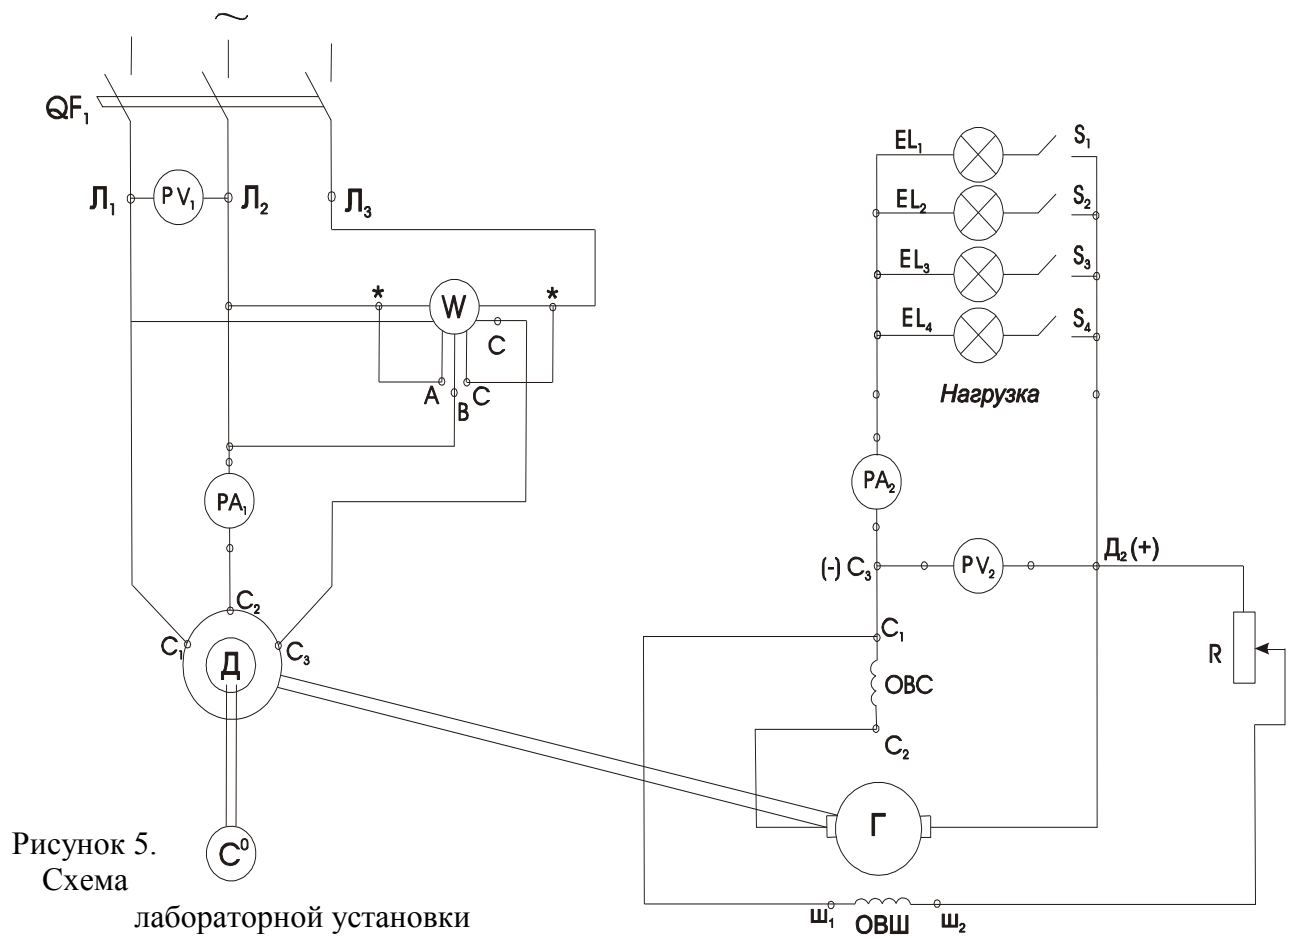 ~
QF₁
Л₁
PV₁
Л₂
Л₃
*
W
*
C
A
B
C
PA₁
C₂
C₁
Д
C₃
C⁰
EL₁
S₁
EL₂
S₂
EL₃
S₃
EL₄
S₄
Нагрузка
PA₂
(-) C₃
PV₂
Д₂(+)
C₁
R
ОВС
C₂
Г
Ш₁
ОВШ
Ш₂
Рисунок 5.
Схема
лабораторной установки